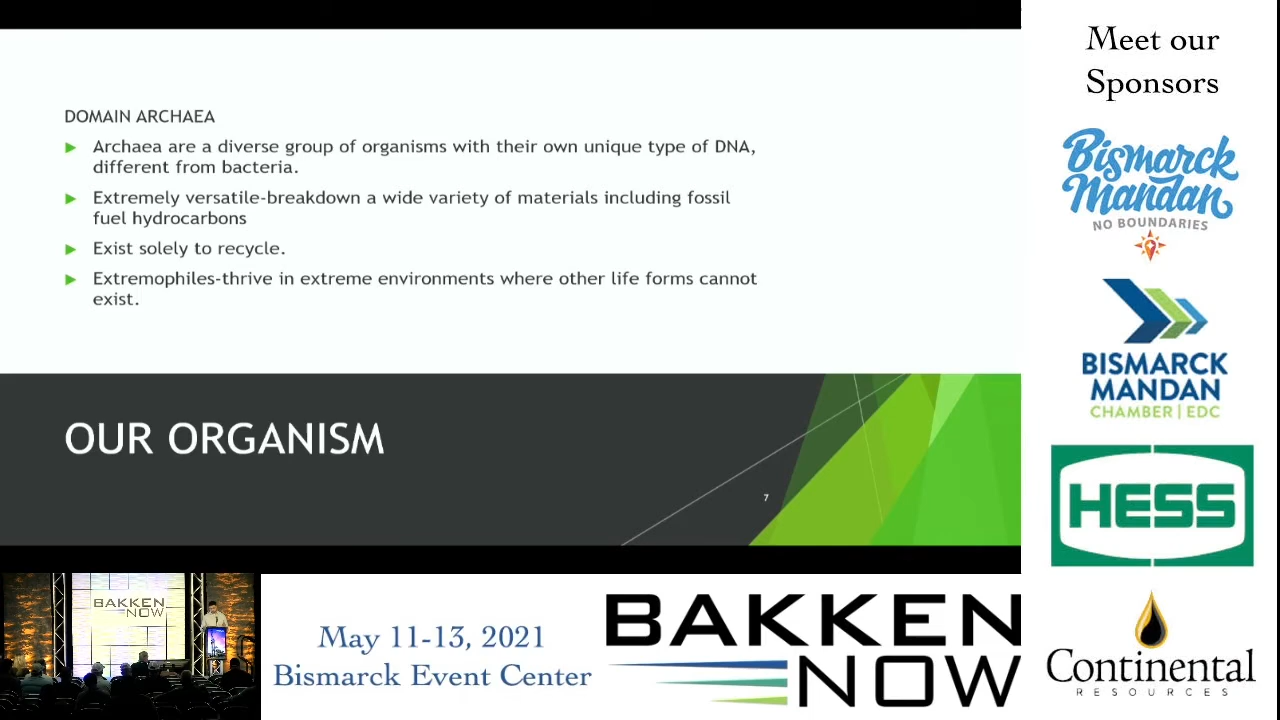 DOMAIN ARCHAEA
Archaea are a diverse group of organisms with their own unique type of DNA,
different from bacteria.
Extremely versatile-breakdown a wide variety of materials including fossil
fuel hydrocarbons
Exist solely to recycle.
Extremophiles-thrive in extreme environments where other life forms cannot
exist.
OUR ORGANISM
7
Meet our
Sponsors
Bismarck
Mandan
NO BOUNDARIES
BISMARCK
MANDAN
CHAMBER | EDC
HESS
Continental
RESOURCES
BAKKEN
NOW
May 11-13, 2021
Bismarck Event Center
BAKKEN
NOW